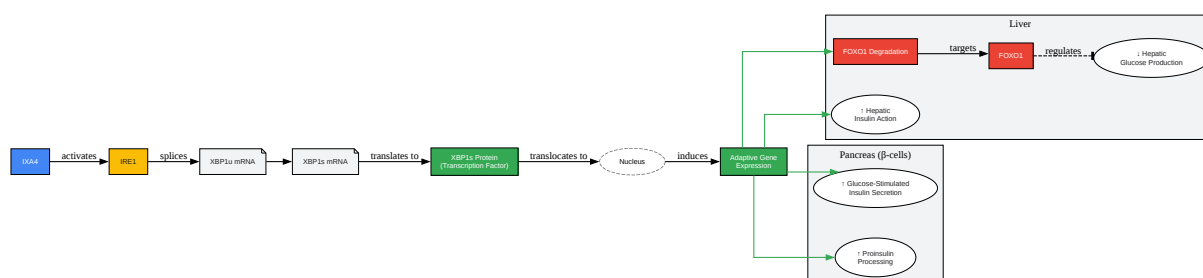 Liver
FOXO1 Degradation
targets
FOXO1
regulates
↓ Hepatic
Glucose Production
↑ Hepatic
Insulin Action
IXA4
activates
IRE1
splices
XBP1u mRNA
XBP1s mRNA
translates to
XBP1s Protein
(Transcription Factor)
translocates to
Nucleus
induces
Adaptive Gene
Expression
Pancreas (β-cells)
↑ Glucose-Stimulated
Insulin Secretion
↑ Proinsulin
Processing